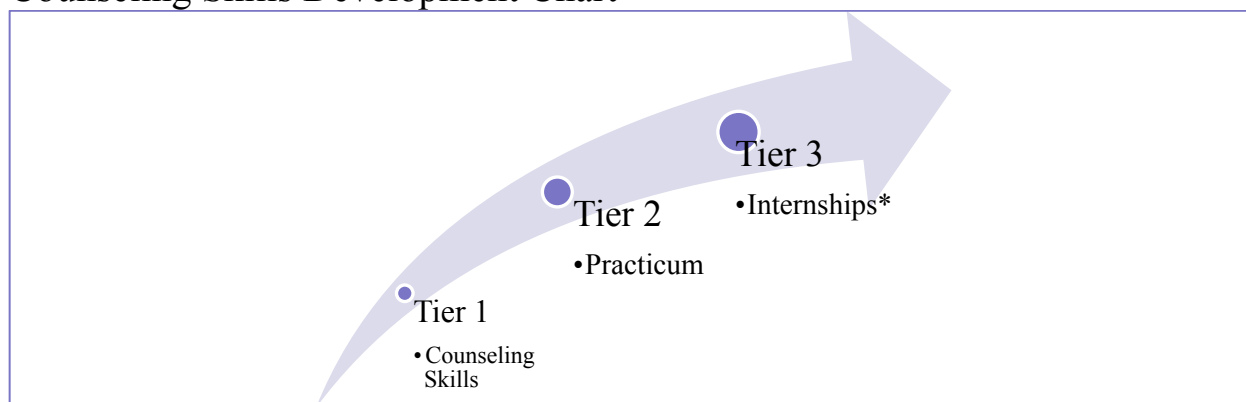 Counseling Skills Development Chart
Tier 3
•Internships*
Tier 2
•Practicum
Tier 1
• Counseling
Skills